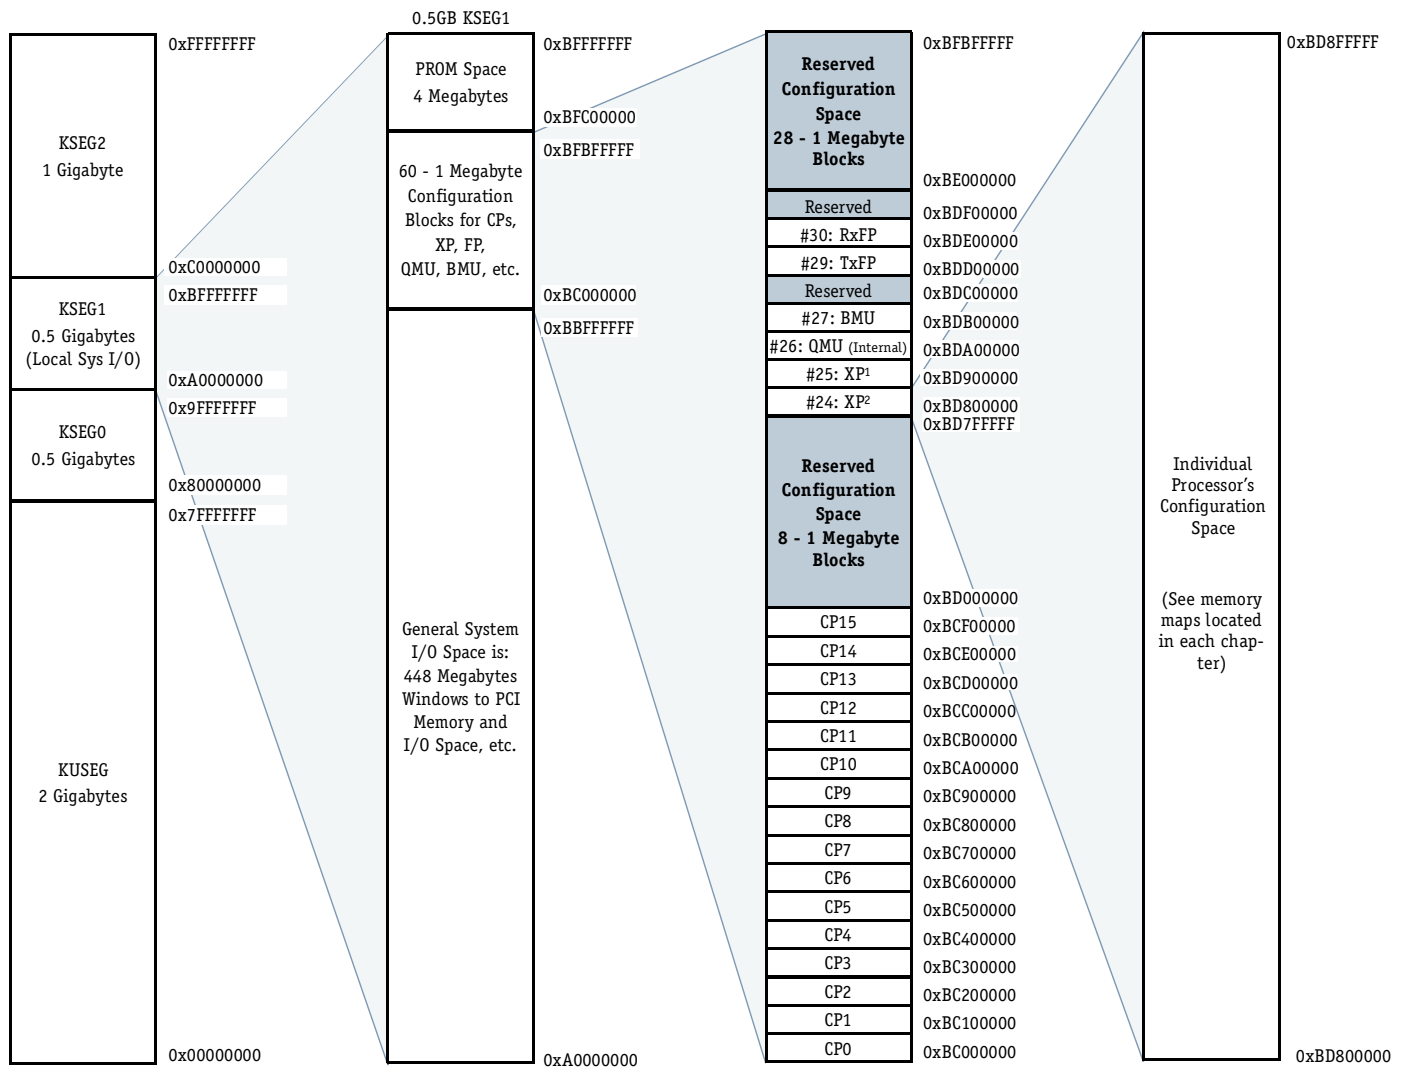 0.5GB KSEG1
0xFFFFFFFF
KSEG2
1 Gigabyte
0xC0000000
0xBFFFFFFF
KSEG1
0.5 Gigabytes
(Local Sys I/O)
0xA0000000
0x9FFFFFFF
KSEG0
0.5 Gigabytes
0x80000000
0x7FFFFFFF
KUSEG
2 Gigabytes
0x00000000
0xBFFFFFFF
PROM Space
4 Megabytes
0xBFC00000
0xBFBFFFFF
60 - 1 Megabyte
Configuration
Blocks for CPs,
XP, FP,
QMU, BMU, etc.
0xBC000000
0xBBFFFFFF
General System
I/O Space is:
448 Megabytes
Windows to PCI
Memory and
I/O Space, etc.
0xA0000000
0xBFBFFFFF
Reserved
Configuration
Space
28 - 1 Megabyte
Blocks
0xBE000000
Reserved
0xBDF00000
#30: RxFP
0xBDE00000
#29: TxFP
0xBDD00000
Reserved
0xBDC00000
#27: BMU
0xBDB00000
#26: QMU (Internal)
0xBDA00000
#25: XP1
0xBD900000
#24: XP2
0xBD800000
0xBD7FFFFF
Reserved
Configuration
Space
8 - 1 Megabyte
Blocks
0xBD000000
CP15
0xBCF00000
CP14
0xBCE00000
CP13
0xBCD00000
CP12
0xBCC00000
CP11
0xBCB00000
CP10
0xBCA00000
CP9
0xBC900000
CP8
0xBC800000
CP7
0xBC700000
CP6
0xBC600000
CP5
0xBC500000
CP4
0xBC400000
CP3
0xBC300000
CP2
0xBC200000
CP1
0xBC100000
CP0
0xBC000000
0xBD8FFFFF
Individual
Processor's
Configuration
Space
(See memory
maps located
in each chap-
ter)
0xBD800000